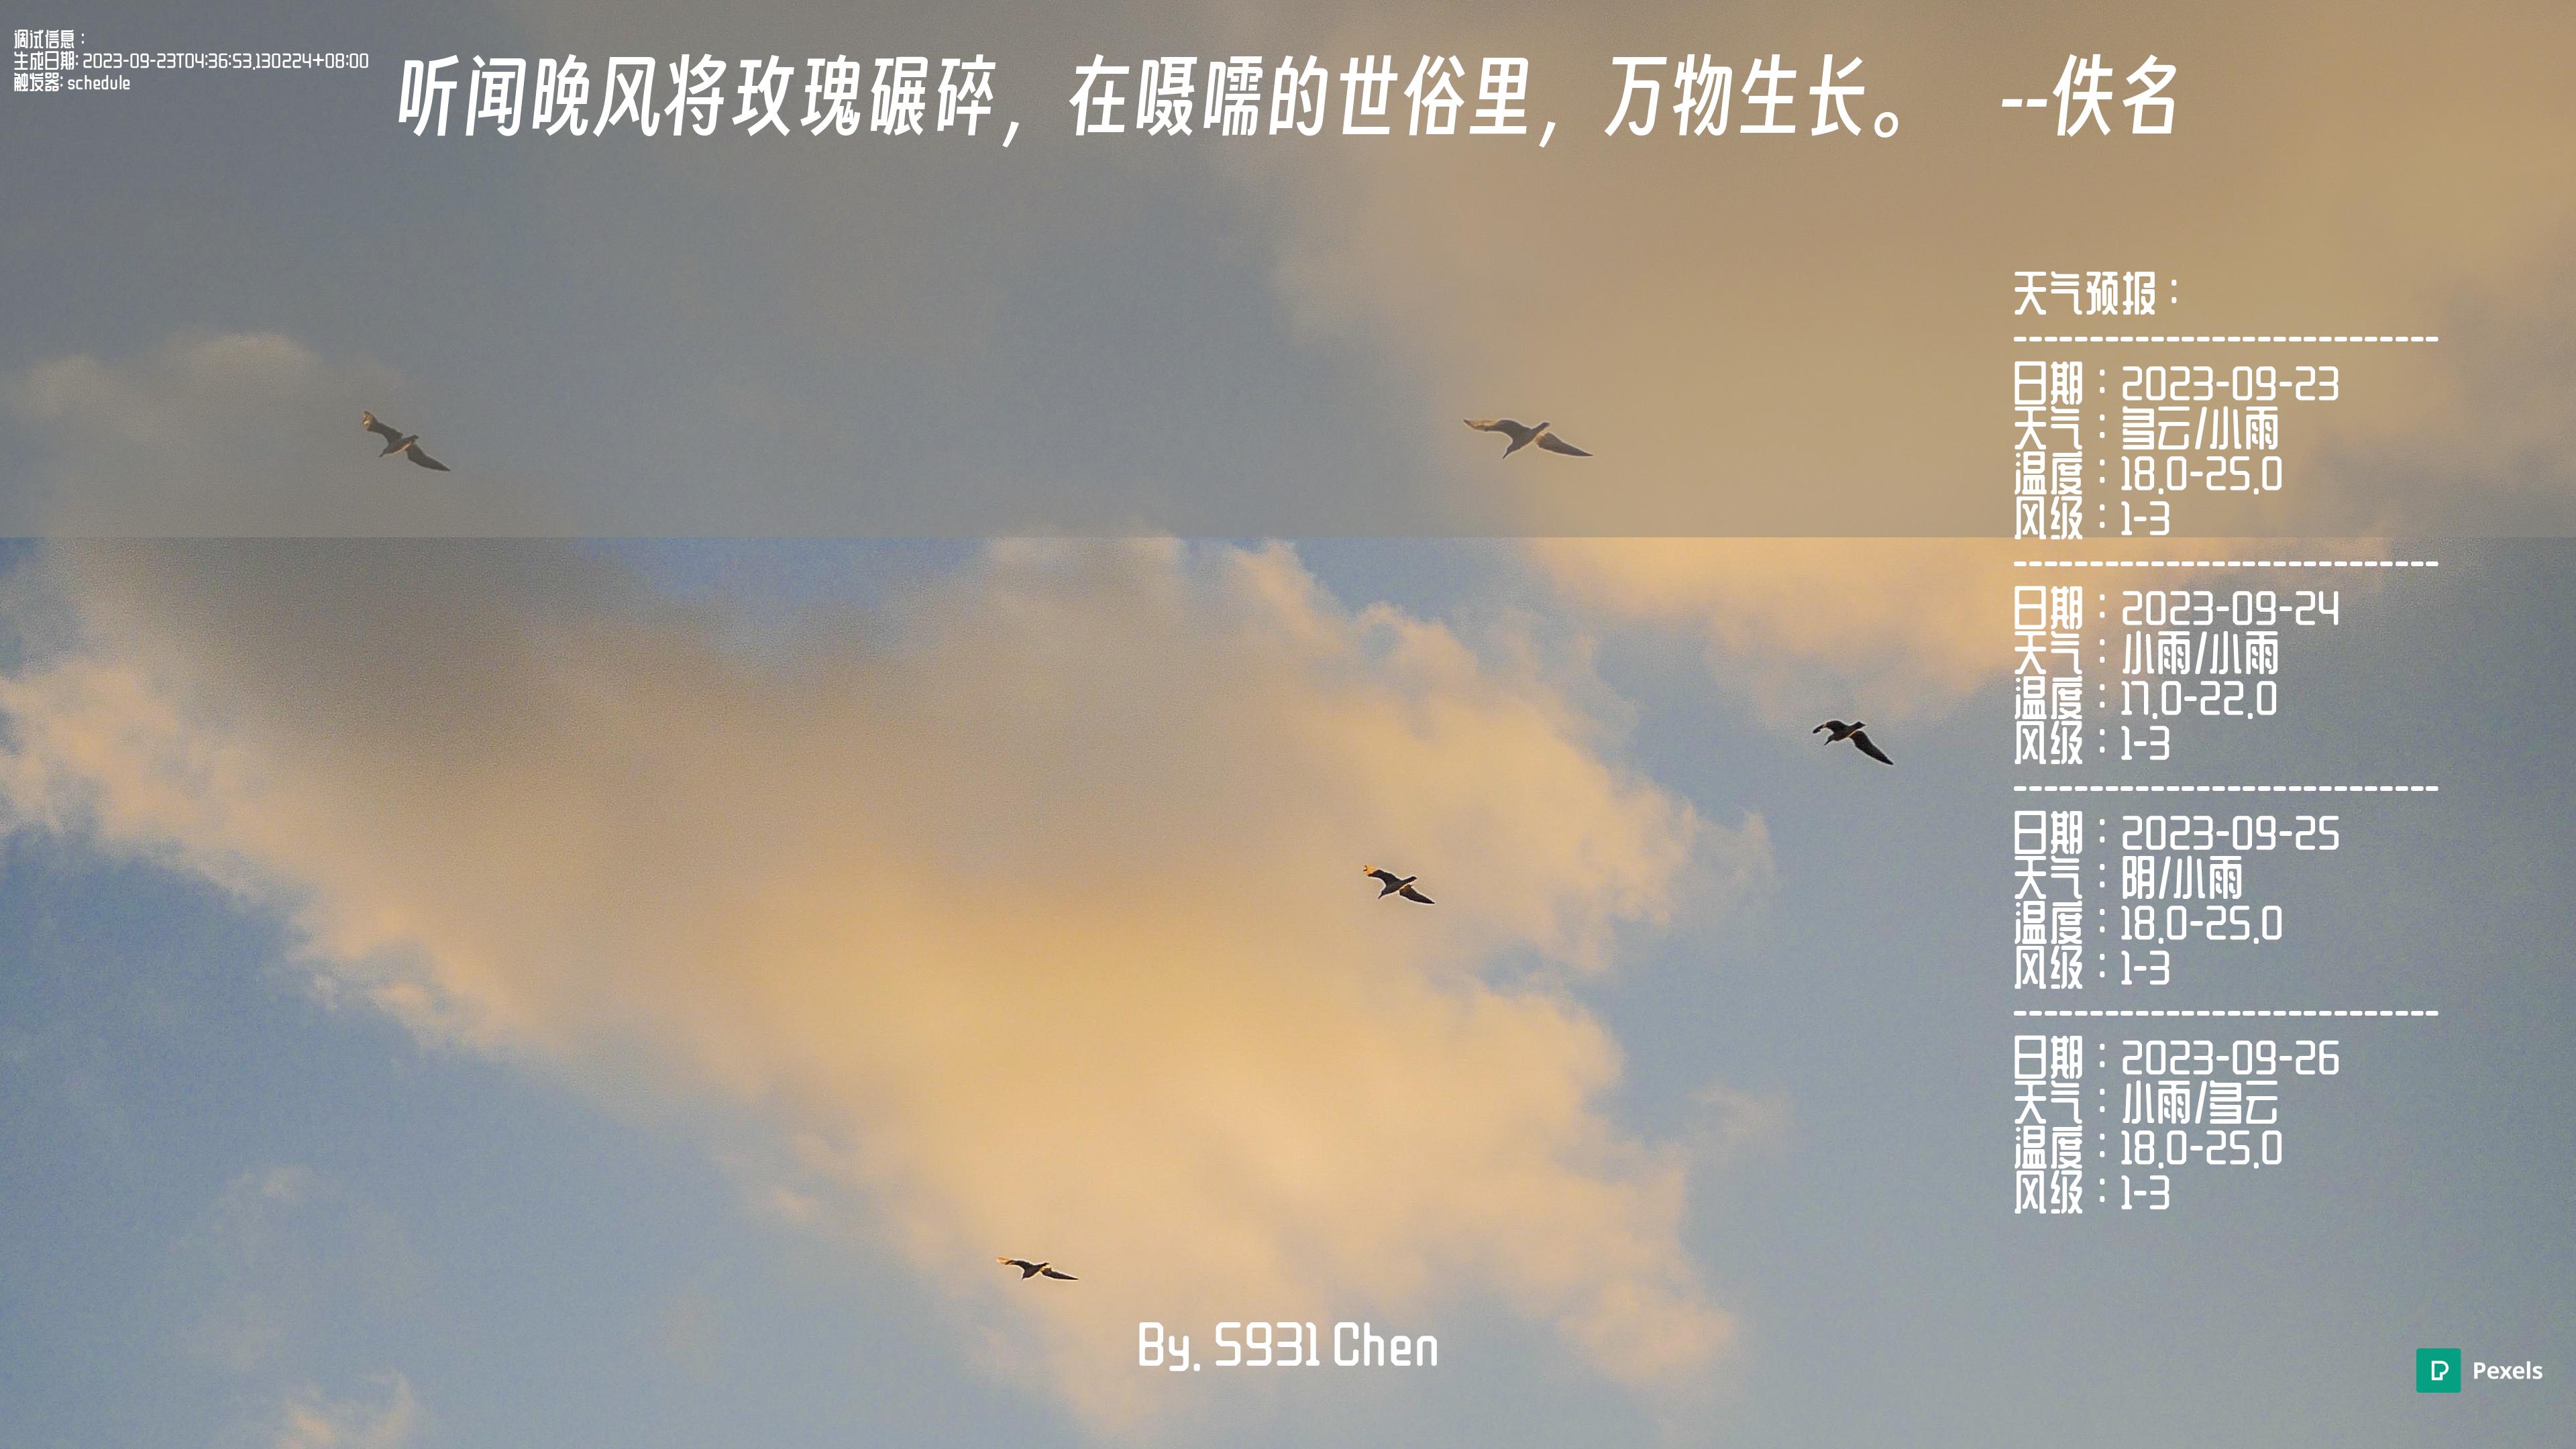 调试信息：
生成日期: 2023-09-23T04:36:53.130224+08:00
触发器: schedule
听闻晚风将玫瑰碾碎，在嗫嚅的世俗里，万物生长。 --佚名
天气预报：
----------------------------
日期：2023-09-23
天气：多云/小雨
温度：18.0-25.0
风级：1-3
----------------------------
日期：2023-09-24
天气：小雨/小雨
温度：17.0-22.0
风级：1-3
----------------------------
日期：2023-09-25
天气：阴/小雨
温度：18.0-25.0
风级：1-3
----------------------------
日期：2023-09-26
天气：小雨/多云
温度：18.0-25.0
风级：1-3
By. S931 Chen
Pexels